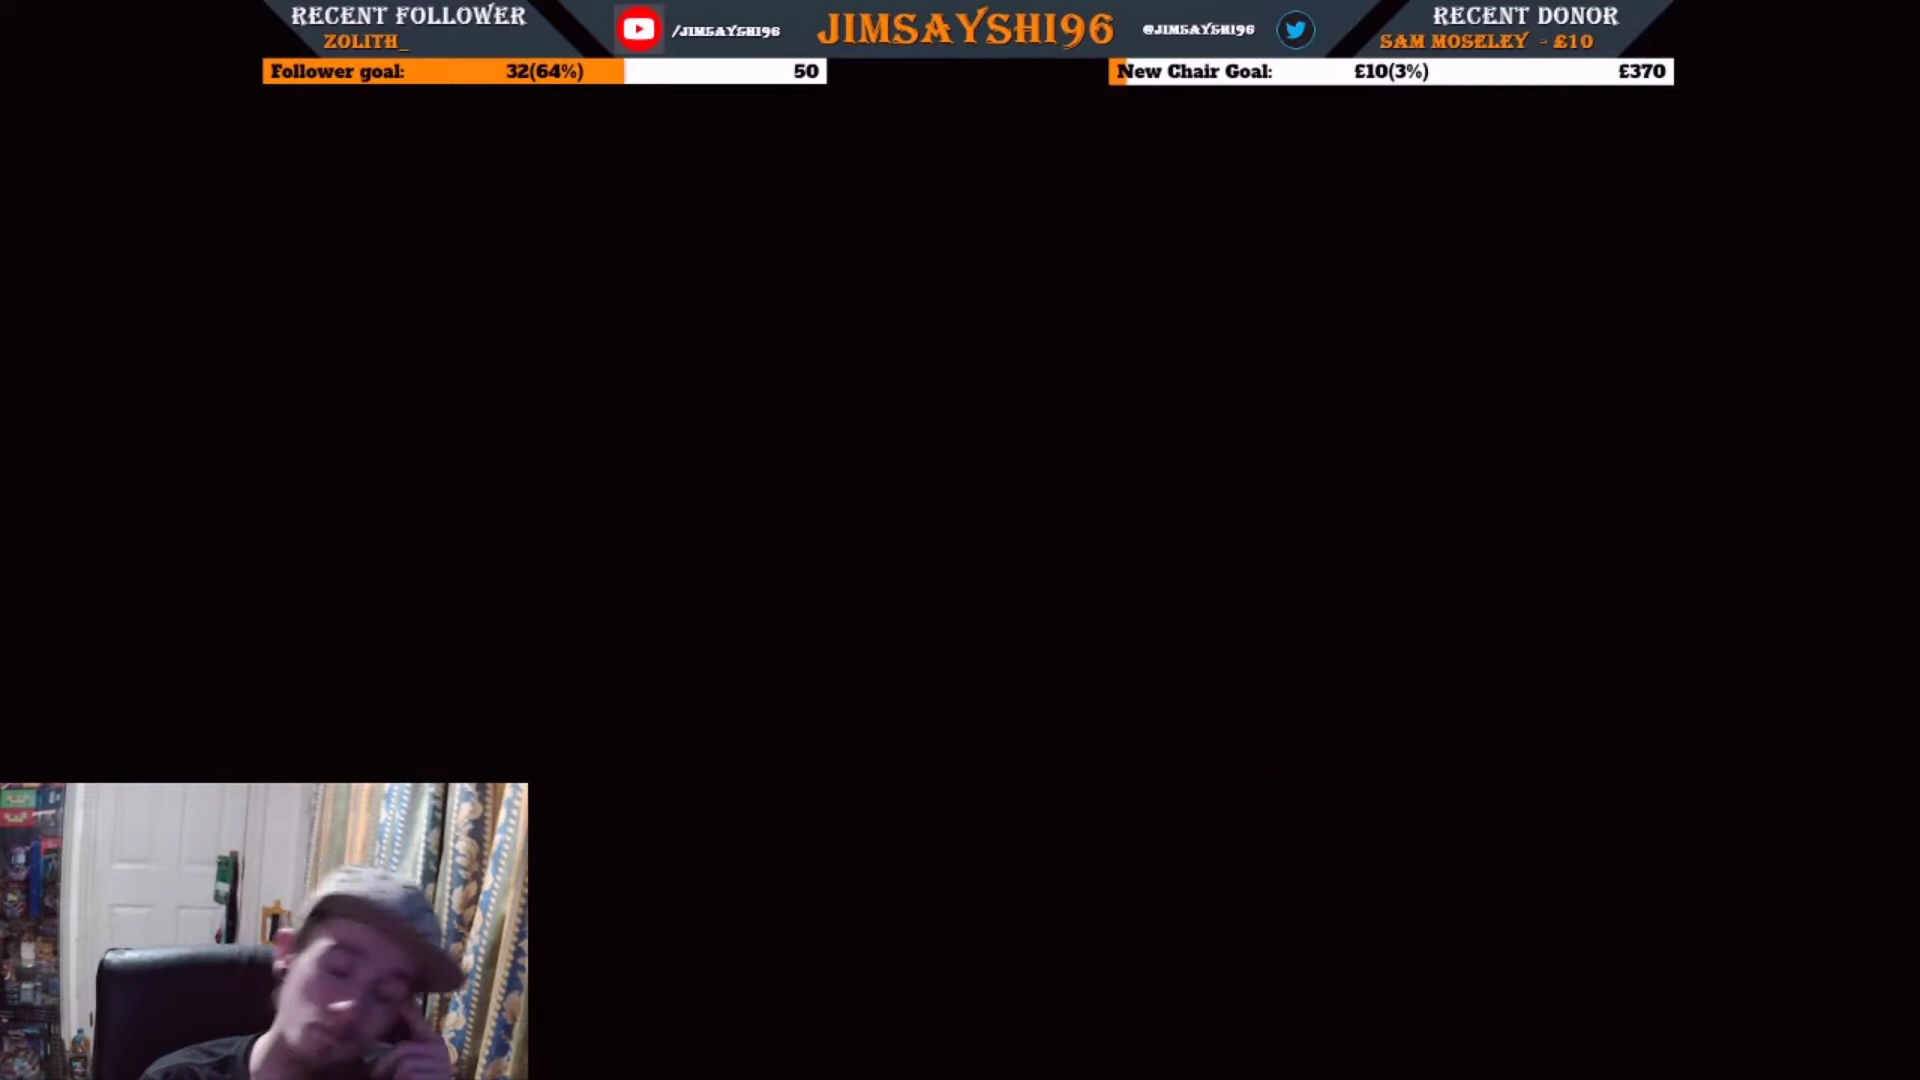 RECENT FOLLOWER
ZOLITH_
/JIMSAYSHI96
JIMSAYSHI96
@JIMSAYSHI96
RECENT DONOR
SAM MOSELEY - £10
Follower goal: 32(64%) 50
New Chair Goal: £10(3%) £370